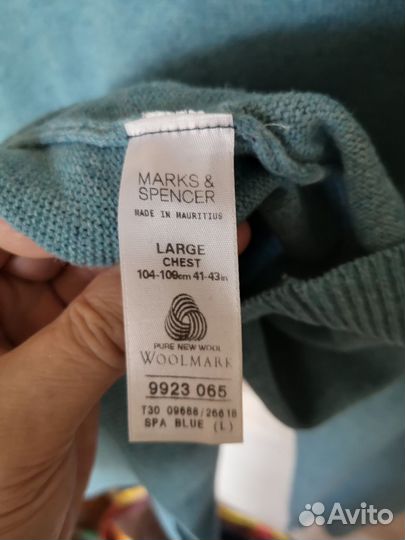 MARKS &
SPENCER
MADE IN MAURITIUS
LARGE
CHEST
104-109cm 41-43in
PURE NEW WOOL
WOOLMARK
9923 065
T30 09668/26618
SPA BLUE (L)
Avito